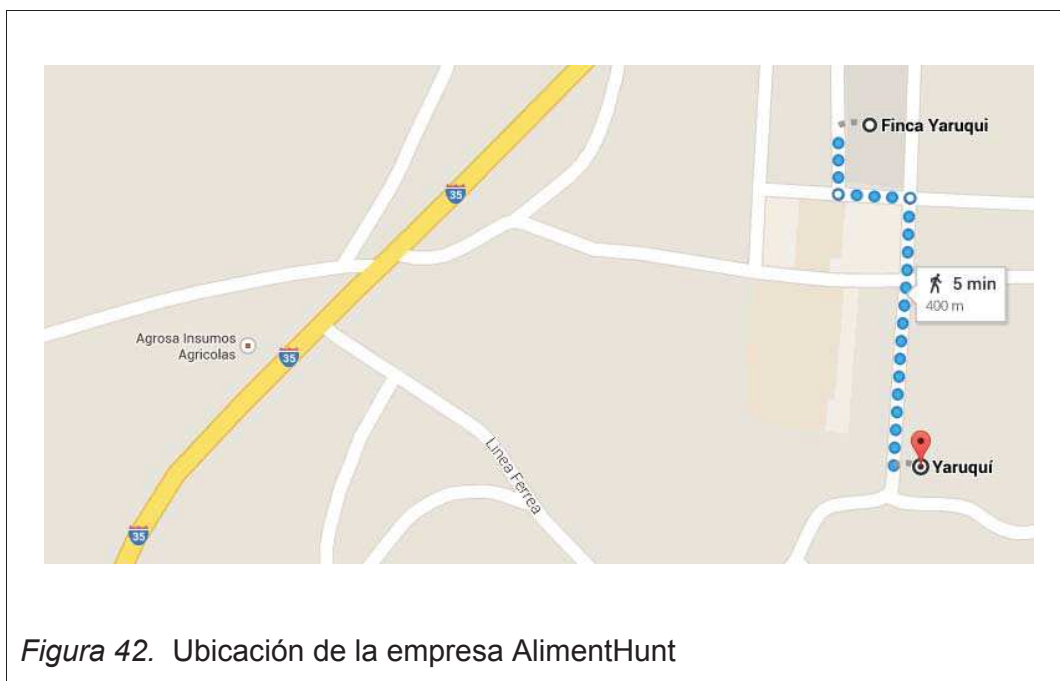 Finca Yaruqui
35
5 min
400 m
Agrosa Insumos
Agricolas
35
Linea Ferrea
Yaruquí
35
Figura 42. Ubicación de la empresa AlimentHunt